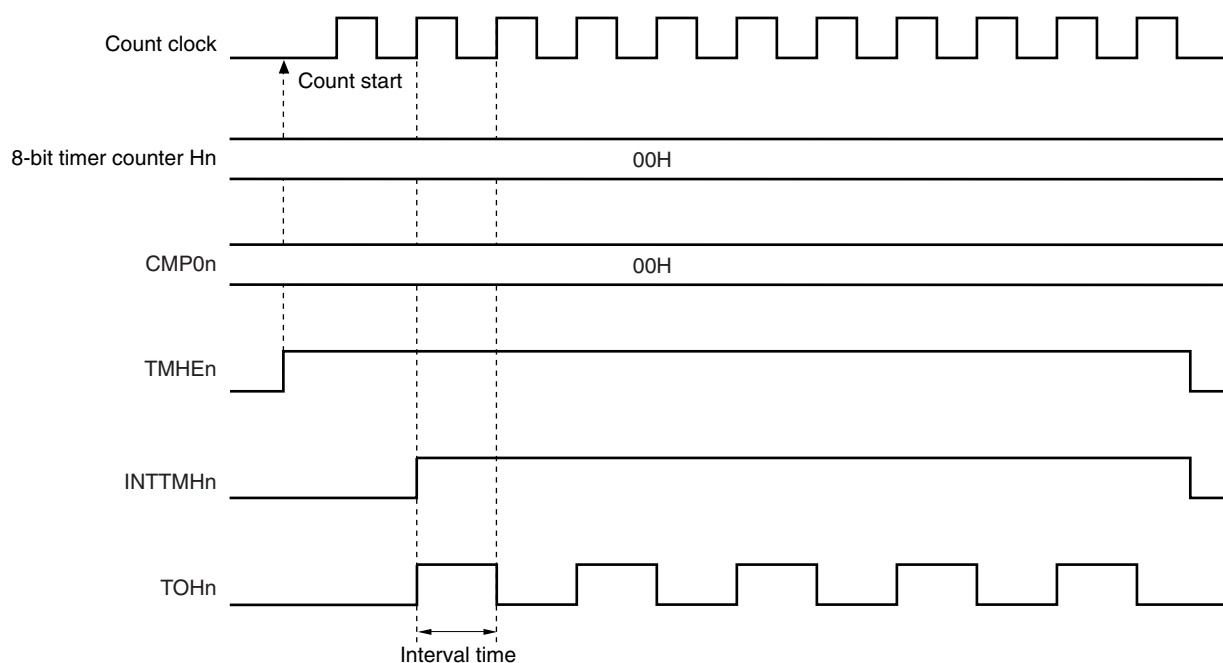 Count clock
Count start
8-bit timer counter Hn
00H
CMP0n
00H
TMHEn
INTTMHn
TOHn
Interval time